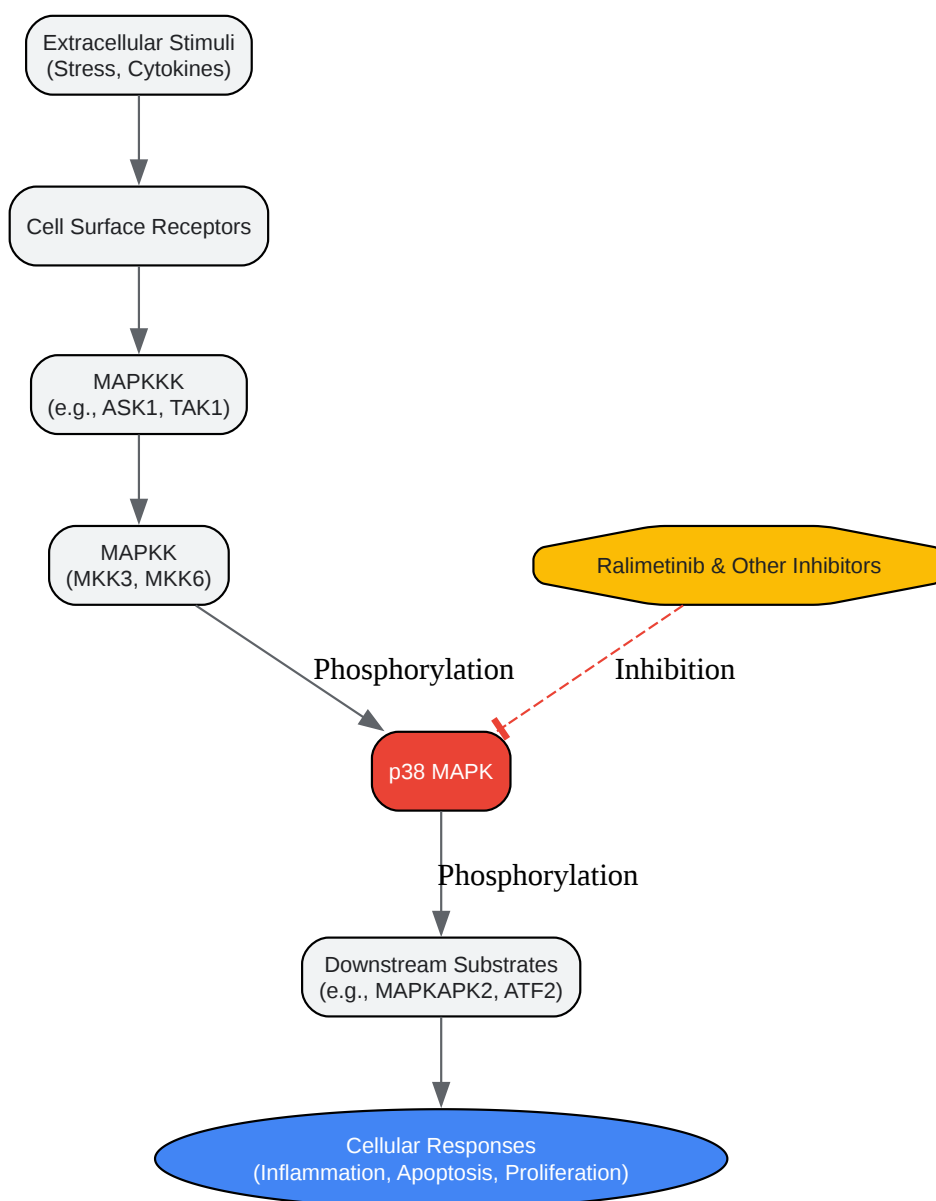 Extracellular Stimuli
(Stress, Cytokines)
Cell Surface Receptors
MAPKKK
(e.g., ASK1, TAK1)
MAPKK
(MKK3, MKK6)
Ralimetinib & Other Inhibitors
Phosphorylation
Inhibition
p38 MAPK
Phosphorylation
Downstream Substrates
(e.g., MAPKAPK2, ATF2)
Cellular Responses
(Inflammation, Apoptosis, Proliferation)